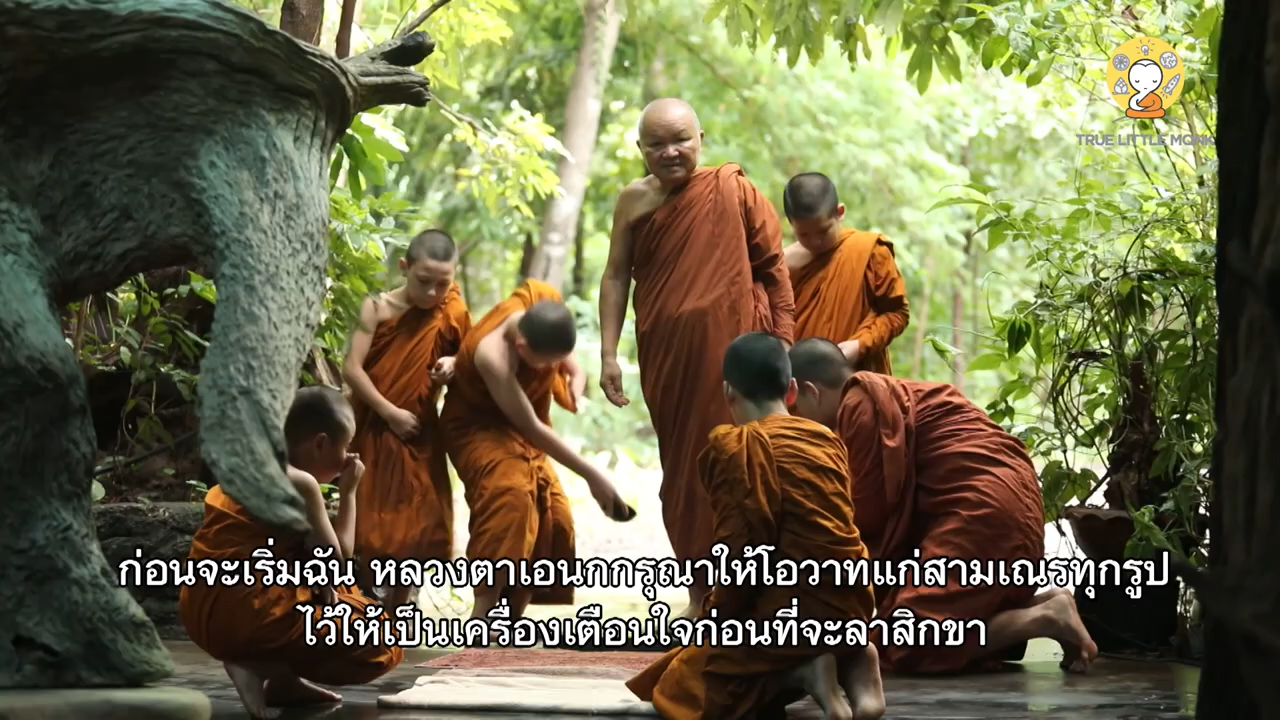 TRUE LITTLE MONK
ก่อนจะเริ่มฉัน หลวงตาเอนกกรุณาให้โอวาทแก่สามเณรทุกรูป
ไว้ให้เป็นเครื่องเตือนใจก่อนที่จะลาสิกขา